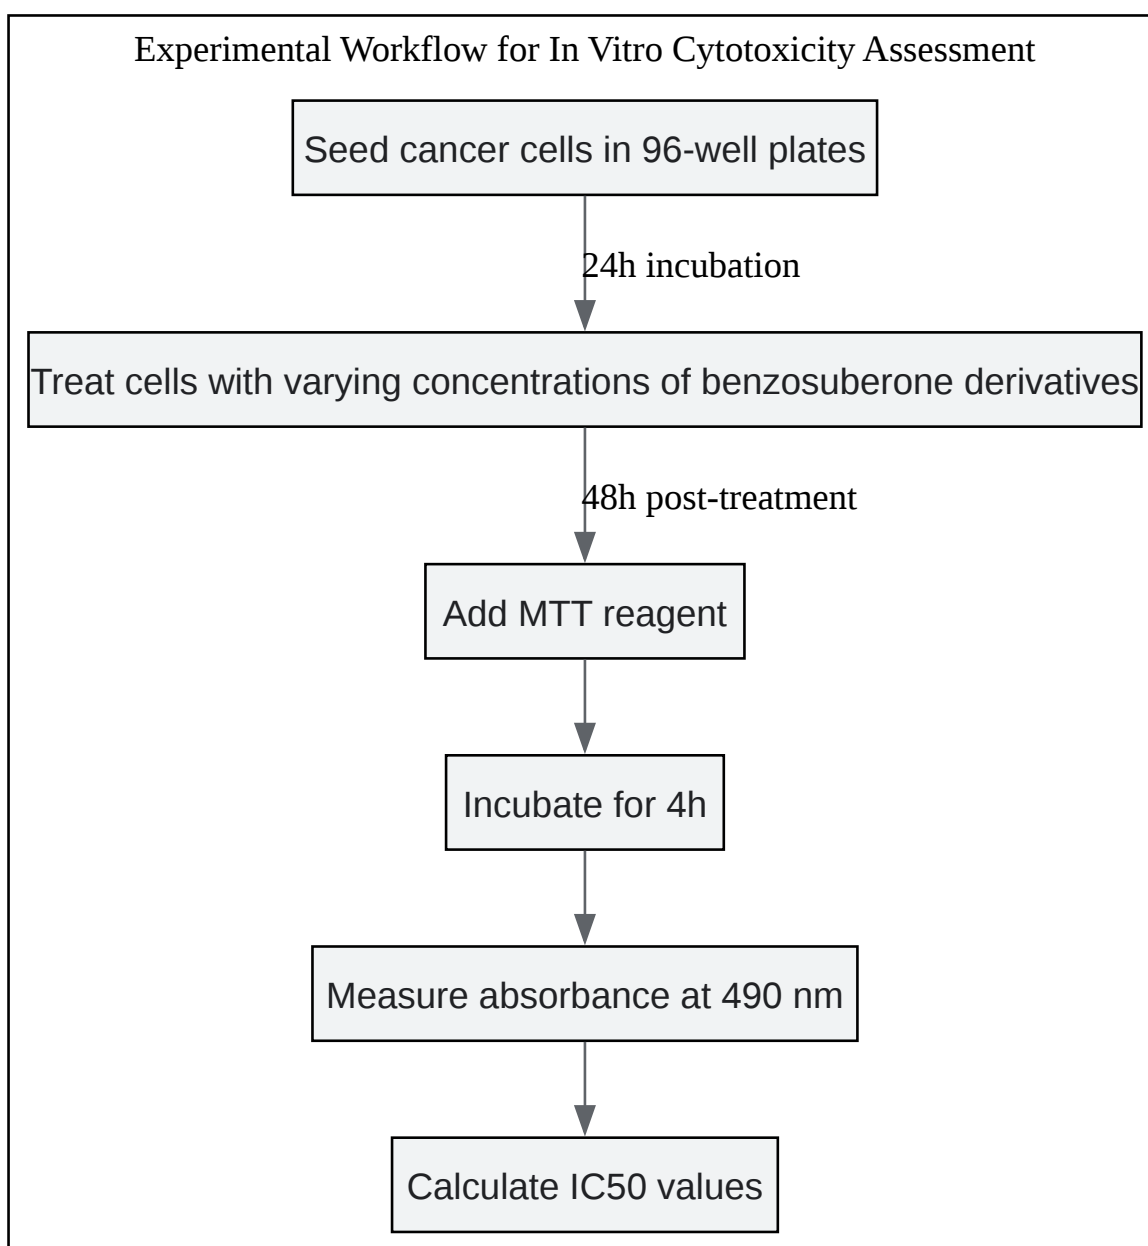 Experimental Workflow for In Vitro Cytotoxicity Assessment
Seed cancer cells in 96-well plates
24h incubation
Treat cells with varying concentrations of benzosuberone derivatives
48h post-treatment
Add MTT reagent
Incubate for 4h
Measure absorbance at 490 nm
Calculate IC50 values